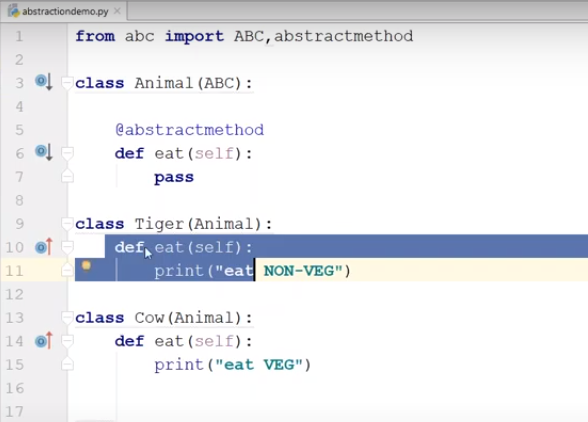 abstractiondemo.py
1 from abc import ABC,abstractmethod
2
3 class Animal(ABC):
4
5 @abstractmethod
6 def eat(self):
7 pass
8
9 class Tiger(Animal):
10 def eat(self):
11 print("eat NON-VEG")
12
13 class Cow(Animal):
14 def eat(self):
15 print("eat VEG")
16
17